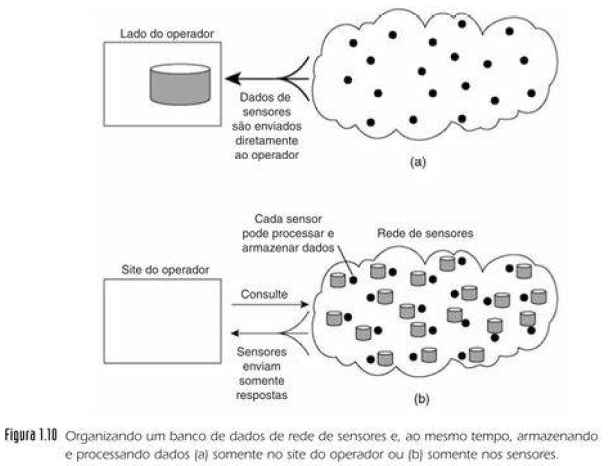 Lado do operador
Dados de
sensores
são enviados
diretamente
ao operador
(a)
Cada sensor
pode processar e
armazenar dados
Rede de sensores
Site do operador
Consulte
Sensores
enviam
somente
respostas
(b)
Figura 1.10 Organizando um banco de dados de rede de sensores e, ao mesmo tempo, armazenando
e processando dados (a) somente no site do operador ou (b) somente nos sensores.